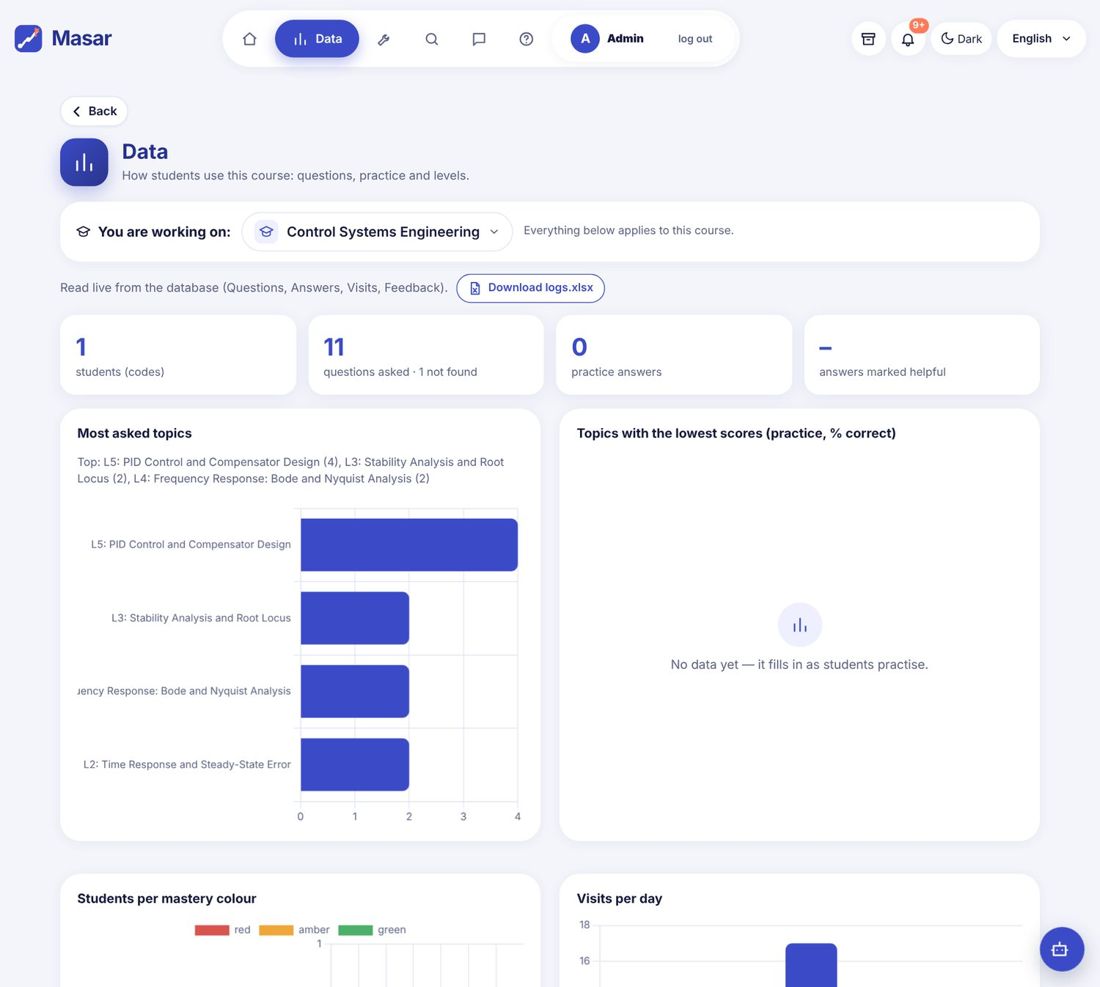 Masar
Data
A
Admin
log out
9+
Dark
English
Back
Data
How students use this course: questions, practice and levels.
You are working on:
Control Systems Engineering
Everything below applies to this course.
Read live from the database (Questions, Answers, Visits, Feedback).
Download logs.xlsx
1
students (codes)
11
questions asked · 1 not found
0
practice answers
–
answers marked helpful
Most asked topics
Top: L5: PID Control and Compensator Design (4), L3: Stability Analysis and Root
Locus (2), L4: Frequency Response: Bode and Nyquist Analysis (2)
L5: PID Control and Compensator Design
L3: Stability Analysis and Root Locus
uency Response: Bode and Nyquist Analysis
L2: Time Response and Steady-State Error
0 1 2 3 4
Topics with the lowest scores (practice, % correct)
No data yet — it fills in as students practise.
Students per mastery colour
red amber green
1
Visits per day
18
16